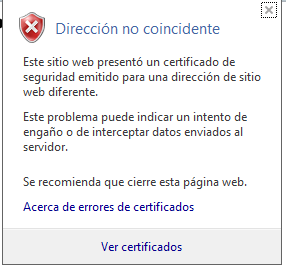 Dirección no coincidente
Este sitio web presentó un certificado de
seguridad emitido para una dirección de sitio
web diferente.
Este problema puede indicar un intento de
engaño o de interceptar datos enviados al
servidor.
Se recomienda que cierre esta página web.
Acerca de errores de certificados
Ver certificados